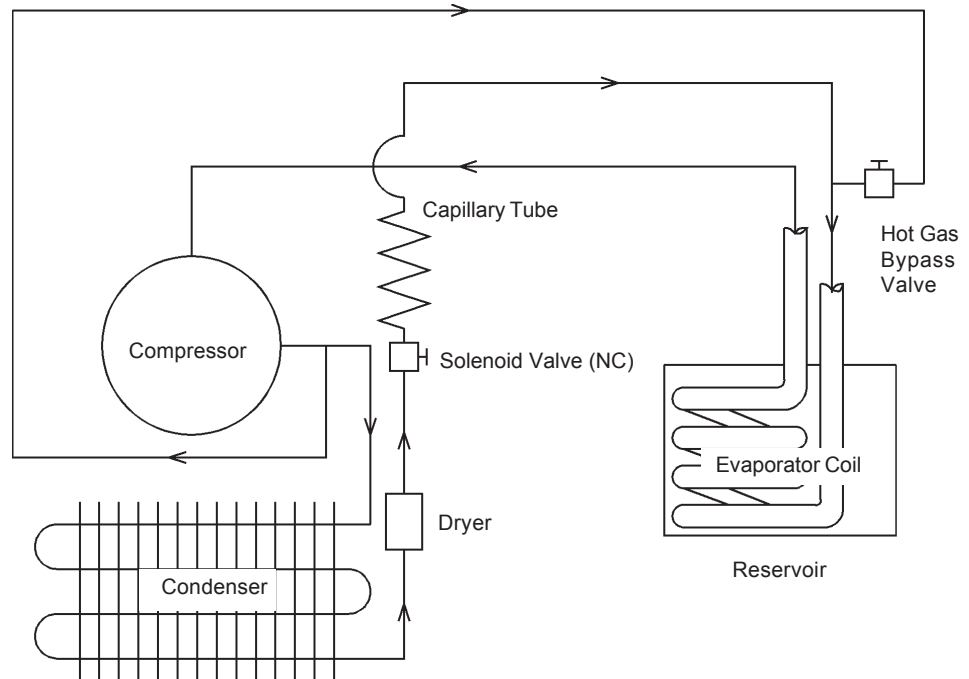 Capillary Tube
Hot Gas
Bypass
Valve
Compressor
Solenoid Valve (NC)
Evaporator Coil
Dryer
Reservoir
Condenser